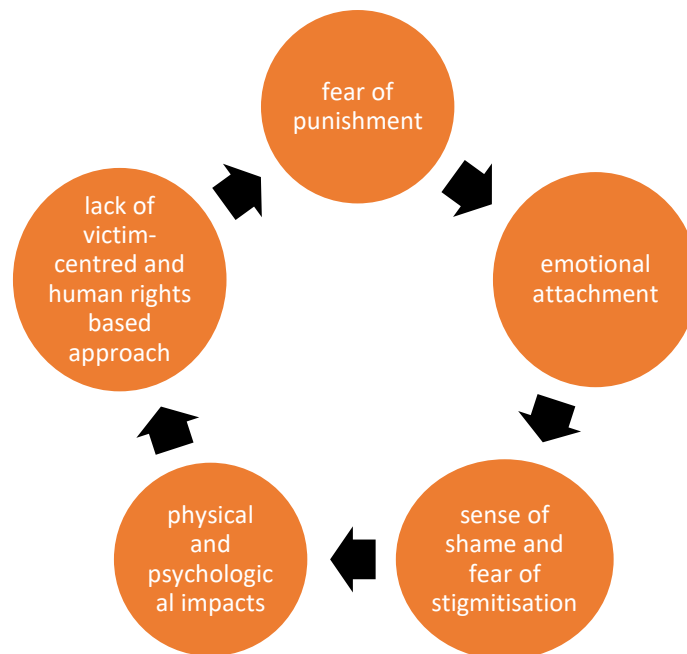 fear of
punishment
emotional
attachment
sense of
shame and
fear of
stigmitisation
physical
and
psychologic
al impacts
lack of
victim-
centred and
human rights
based
approach